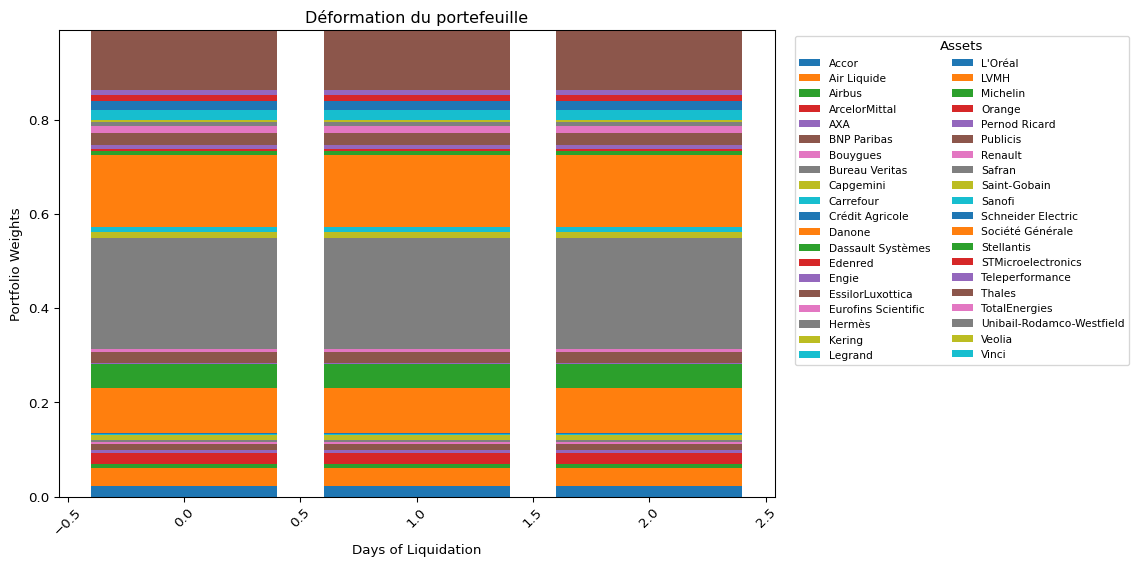 Déformation du portefeuille
Portfolio Weights
0.8
0.6
0.4
0.2
0.0
−0.5
0.0
0.5
1.0
1.5
2.0
2.5
Days of Liquidation
Assets
Accor
Air Liquide
Airbus
ArcelorMittal
AXA
BNP Paribas
Bouygues
Bureau Veritas
Capgemini
Carrefour
Crédit Agricole
Danone
Dassault Systèmes
Edenred
Engie
EssilorLuxottica
Eurofins Scientific
Hermès
Kering
Legrand
L'Oréal
LVMH
Michelin
Orange
Pernod Ricard
Publicis
Renault
Safran
Saint-Gobain
Sanofi
Schneider Electric
Société Générale
Stellantis
STMicroelectronics
Teleperformance
Thales
TotalEnergies
Unibail-Rodamco-Westfield
Veolia
Vinci